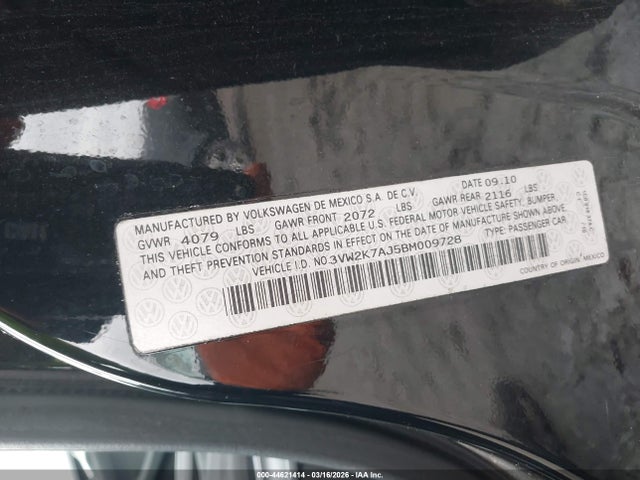 MANUFACTURED BY VOLKSWAGEN DE MEXICO S.A. DE C.V. DATE 09.10
GVWR 4079 LBS GAWR FRONT 2072 LBS GAWR REAR 2116 LBS
THIS VEHICLE CONFORMS TO ALL APPLICABLE U.S. FEDERAL MOTOR VEHICLE SAFETY, BUMPER,
AND THEFT PREVENTION STANDARDS IN EFFECT ON THE DATE OF MANUFACTURE SHOWN ABOVE.
VEHICLE I.D. NO. 3VW2K7AJ5BM009728 TYPE: PASSENGER CAR
COUNTRY OF ORIGIN: MEXICO
000-44621414 | 03/16/2026 | © IAA Holdings, LLC